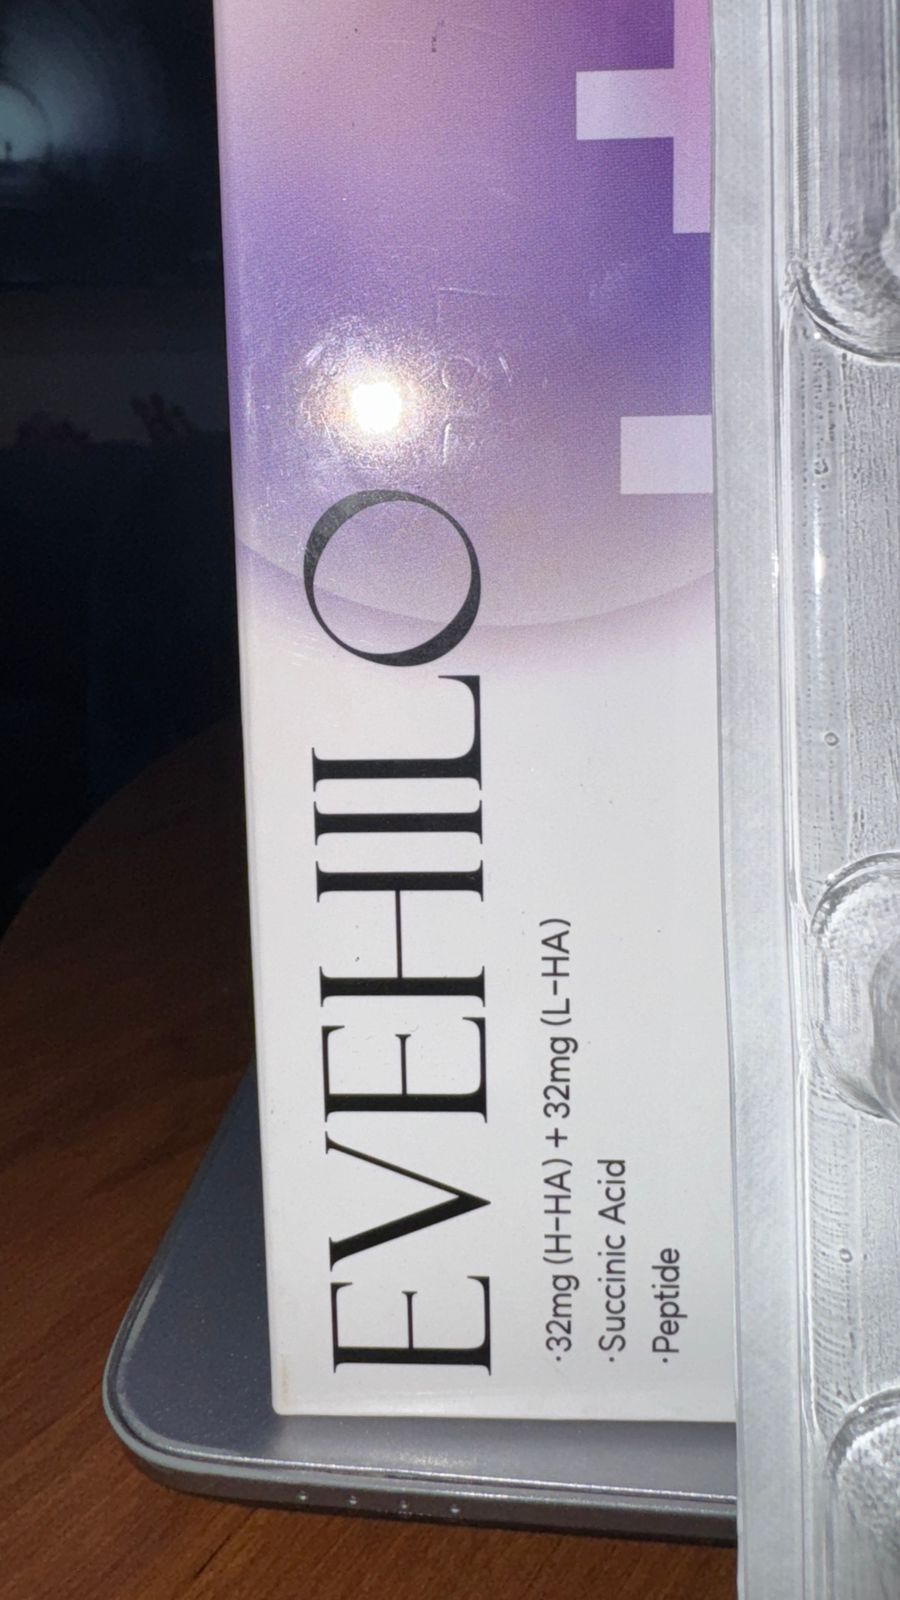 EVEHILO
·32mg (H-HA) + 32mg (L-HA)
·Succinic Acid
·Peptide